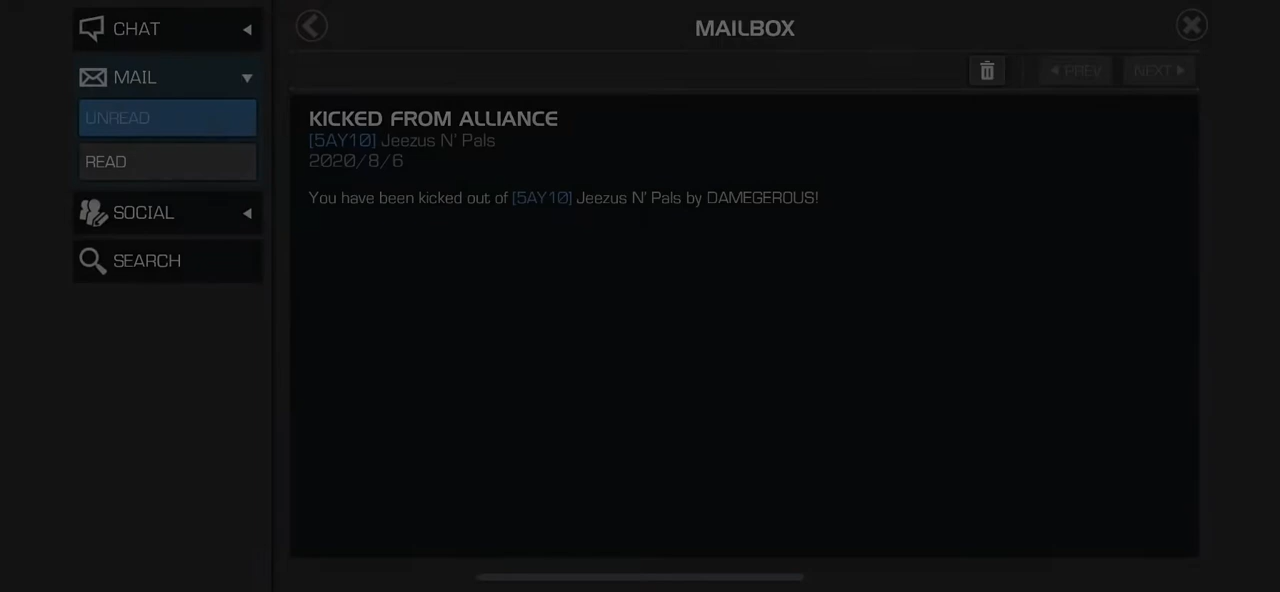 CHAT
MAIL
UNREAD
READ
SOCIAL
SEARCH
MAILBOX
PREV
NEXT
KICKED FROM ALLIANCE
[5AY10] Jeezus N' Pals
2020/8/6
You have been kicked out of [5AY10] Jeezus N' Pals by DAMEGEROUS!